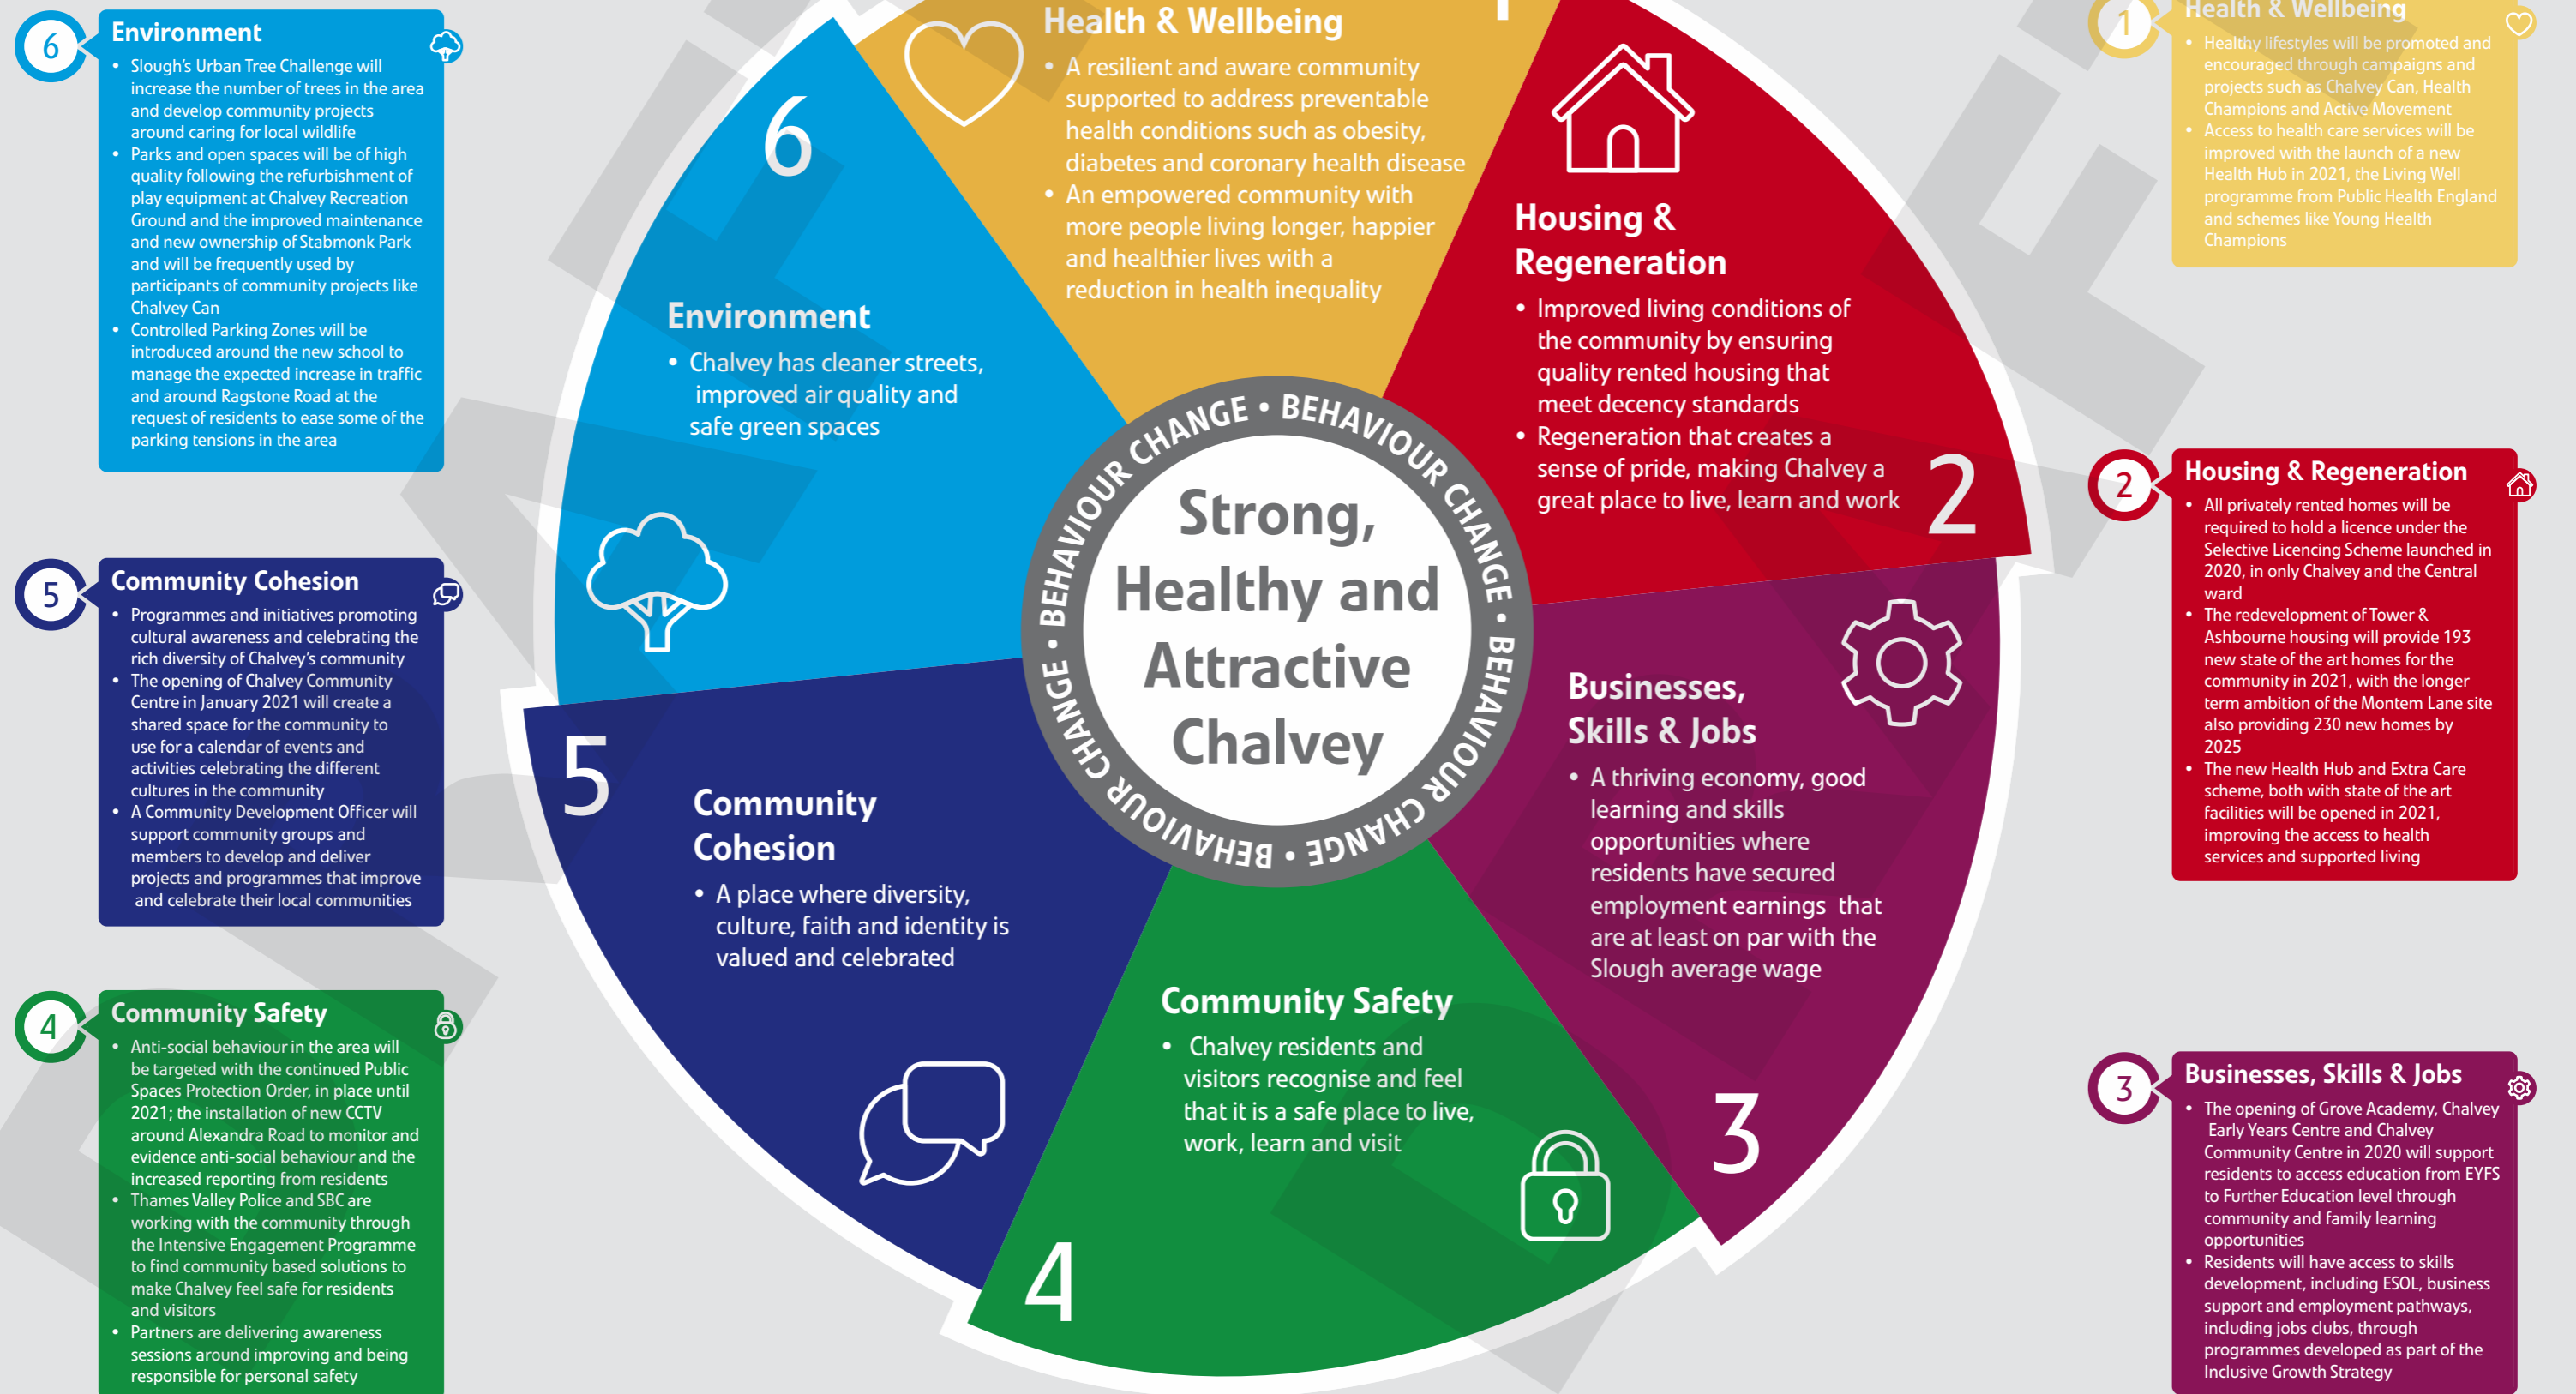 6
Environment
• Slough's Urban Tree Challenge will
increase the number of trees in the area
and develop community projects
around caring for local wildlife
• Parks and open spaces will be of high
quality following the refurbishment of
play equipment at Chalvey Recreation
Ground and the improved maintenance
and new ownership of Stabmonk Park
and will be frequently used by
participants of community projects like
Chalvey Can
• Controlled Parking Zones will be
introduced around the new school to
manage the expected increase in traffic
and around Ragstone Road at the
request of residents to ease some of the
parking tensions in the area
5
Community Cohesion
• Programmes and initiatives promoting
cultural awareness and celebrating the
rich diversity of Chalvey's community
• The opening of Chalvey Community
Centre in January 2021 will create a
shared space for the community to
use for a calendar of events and
activities celebrating the different
cultures in the community
• A Community Development Officer will
support community groups and
members to develop and deliver
projects and programmes that improve
and celebrate their local communities
4
Community Safety
• Anti-social behaviour in the area will
be targeted with the continued Public
Spaces Protection Order, in place until
2021; the installation of new CCTV
around Alexandra Road to monitor and
evidence anti-social behaviour and the
increased reporting from residents
• Thames Valley Police and SBC are
working with the community through
the Intensive Engagement Programme
to find community based solutions to
make Chalvey feel safe for residents
and visitors
• Partners are delivering awareness
sessions around improving and being
responsible for personal safety
Health & Wellbeing
• A resilient and aware community
supported to address preventable
health conditions such as obesity,
diabetes and coronary health disease
• An empowered community with
more people living longer, happier
and healthier lives with a
reduction in health inequality
Housing &
Regeneration
• Improved living conditions of
the community by ensuring
quality rented housing that
meet decency standards
• Regeneration that creates a
sense of pride, making Chalvey a
great place to live, learn and work
2
Businesses,
Skills & Jobs
• A thriving economy, good
learning and skills
opportunities where
residents have secured
employment earnings that
are at least on par with the
Slough average wage
3
Community Safety
• Chalvey residents and
visitors recognise and feel
that it is a safe place to live,
work, learn and visit
4
Community
Cohesion
• A place where diversity,
culture, faith and identity is
valued and celebrated
5
Environment
• Chalvey has cleaner streets,
improved air quality and
safe green spaces
6
BEHAVIOUR CHANGE • BEHAVIOUR CHANGE • BEHAVIOUR CHANGE • BEHAVIOUR CHANGE •
Strong,
Healthy and
Attractive
Chalvey
1
Health & Wellbeing
• Healthy lifestyles will be promoted and
encouraged through campaigns and
projects such as Chalvey Can, Health
Champions and Active Movement
• Access to health care services will be
improved with the launch of a new
Health Hub in 2021, the Living Well
programme from Public Health England
and schemes like Young Health
Champions
2
Housing & Regeneration
• All privately rented homes will be
required to hold a licence under the
Selective Licencing Scheme launched in
2020, in only Chalvey and the Central
ward
• The redevelopment of Tower &
Ashbourne housing will provide 193
new state of the art homes for the
community in 2021, with the longer
term ambition of the Montem Lane site
also providing 230 new homes by
2025
• The new Health Hub and Extra Care
scheme, both with state of the art
facilities will be opened in 2021,
improving the access to health
services and supported living
3
Businesses, Skills & Jobs
• The opening of Grove Academy, Chalvey
Early Years Centre and Chalvey
Community Centre in 2020 will support
residents to access education from EYFS
to Further Education level through
community and family learning
opportunities
• Residents will have access to skills
development, including ESOL, business
support and employment pathways,
including jobs clubs, through
programmes developed as part of the
Inclusive Growth Strategy